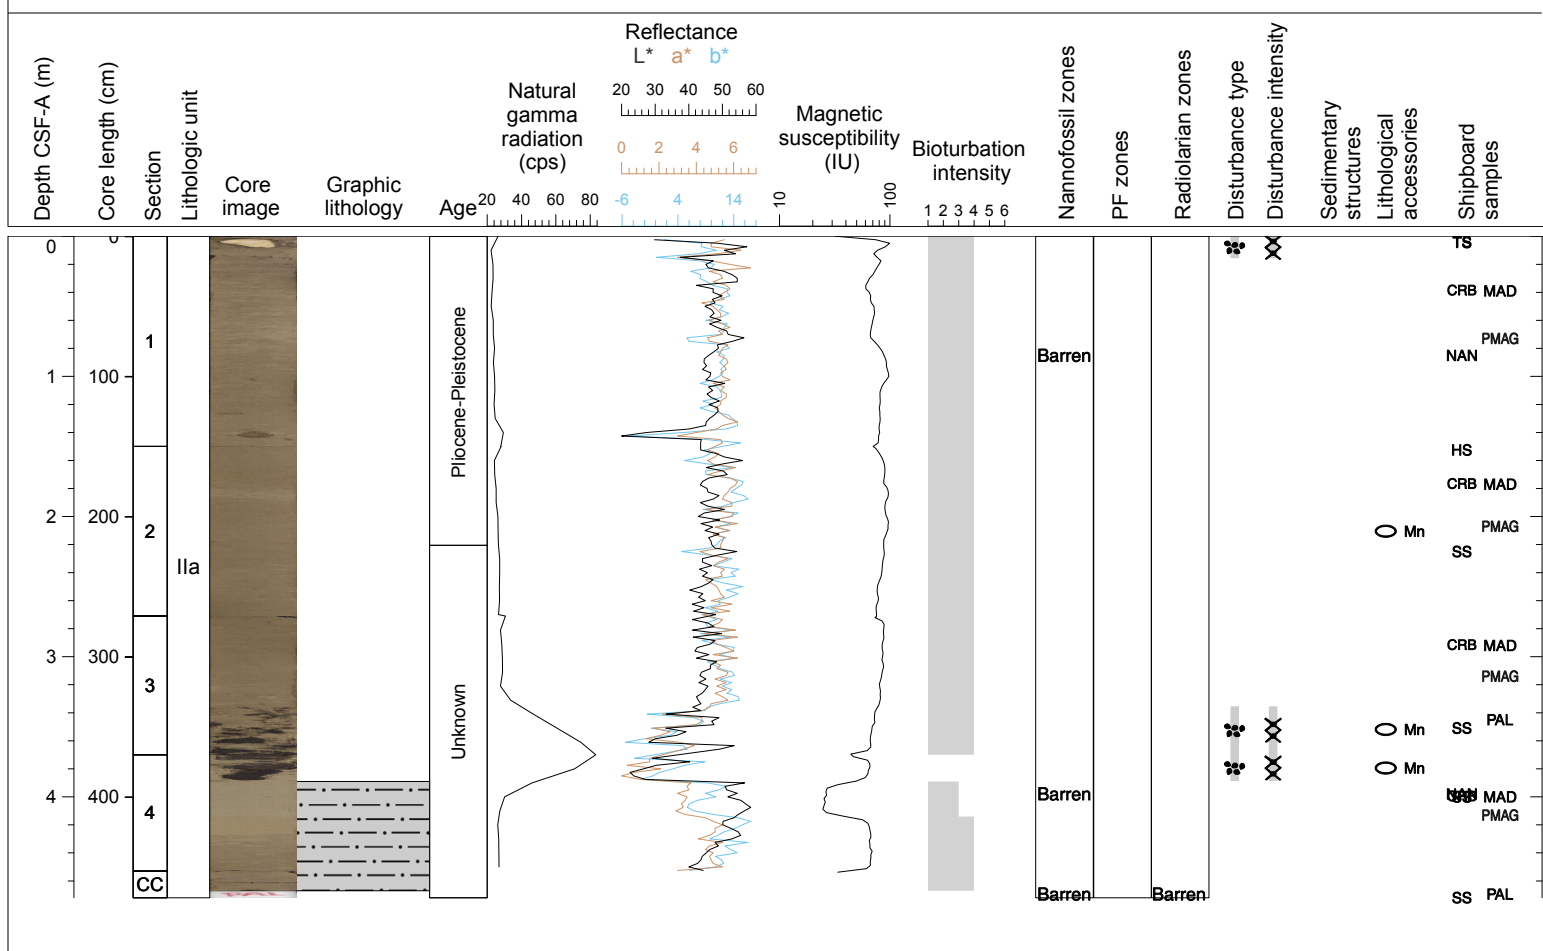 Depth CSF-A (m)
Core length (cm)
Section
Lithologic unit
Core
image
Graphic
lithology
Age
Natural
gamma
radiation
(cps)
20 40 60 80
Reflectance
L* a* b*
20 30 40 50 60
0 2 4 6
-6 4 14
Magnetic
susceptibility
(IU)
10 100
Bioturbation
intensity
1 2 3 4 5 6
Nannofossil zones
PF zones
Radiolarian zones
Disturbance type
Disturbance intensity
Sedimentary
structures
Lithological
accessories
Shipboard
samples
0
1
2
3
4
0
100
200
300
400
1
2
3
4
CC
IIa
Pliocene-Pleistocene
Unknown
Barren
Barren
Barren
Barren
Mn
Mn
Mn
TS
CRB MAD
PMAG
NAN
HS
CRB MAD
PMAG
SS
CRB MAD
PMAG
PAL
SS
NAN
SS MAD
PMAG
SS PAL